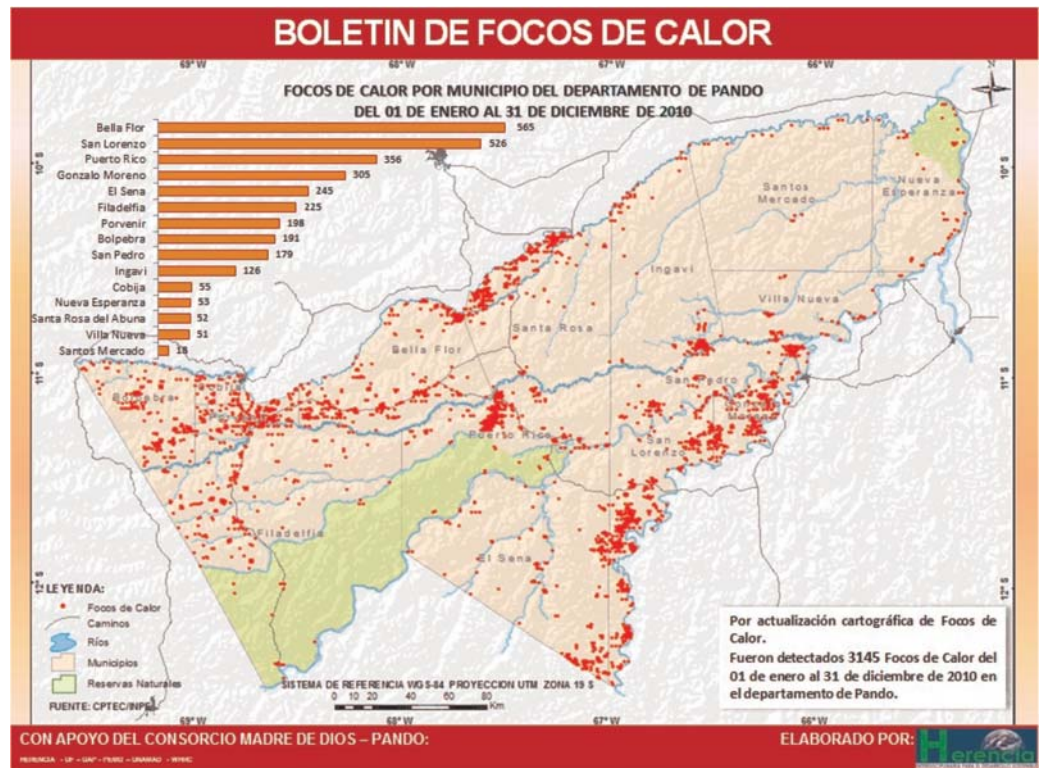 BOLETIN DE FOCOS DE CALOR
69° W
68° W
67° W
66° W
N
FOCOS DE CALOR POR MUNICIPIO DEL DEPARTAMENTO DE PANDO
DEL 01 DE ENERO AL 31 DE DICIEMBRE DE 2010
Bella Flor 565
San Lorenzo 526
Puerto Rico 356
Gonzalo Moreno 305
El Sena 245
Filadelfia 225
Porvenir 198
Bolpebra 191
San Pedro 179
Ingavi 126
Cobija 55
Nueva Esperanza 53
Santa Rosa del Abuna 52
Villa Nueva 51
Santos Mercado 18
10° S
10° S
11° S
11° S
12° S
12° S
Nueva
Esperanza
Santos
Mercado
Ingavi
Villa Nueva
Santa Rosa
Bella Flor
San Pedro
Puerto Rico
San
Lorenzo
Filadelfia
El Sena
LEYENDA:
Focos de Calor
Caminos
Ríos
Municipios
Reservas Naturales
FUENTE: CPTEC/INPE
SISTEMA DE REFERENCIA WGS-84 PROYECCION UTM ZONA 19 S
0 10 20 40 60 80
Km
Por actualización cartográfica de Focos de
Calor.
Fueron detectados 3145 Focos de Calor del
01 de enero al 31 de diciembre de 2010 en
el departamento de Pando.
69° W
68° W
67° W
66° W
CON APOYO DEL CONSORCIO MADRE DE DIOS – PANDO:
ELABORADO POR:
Herencia